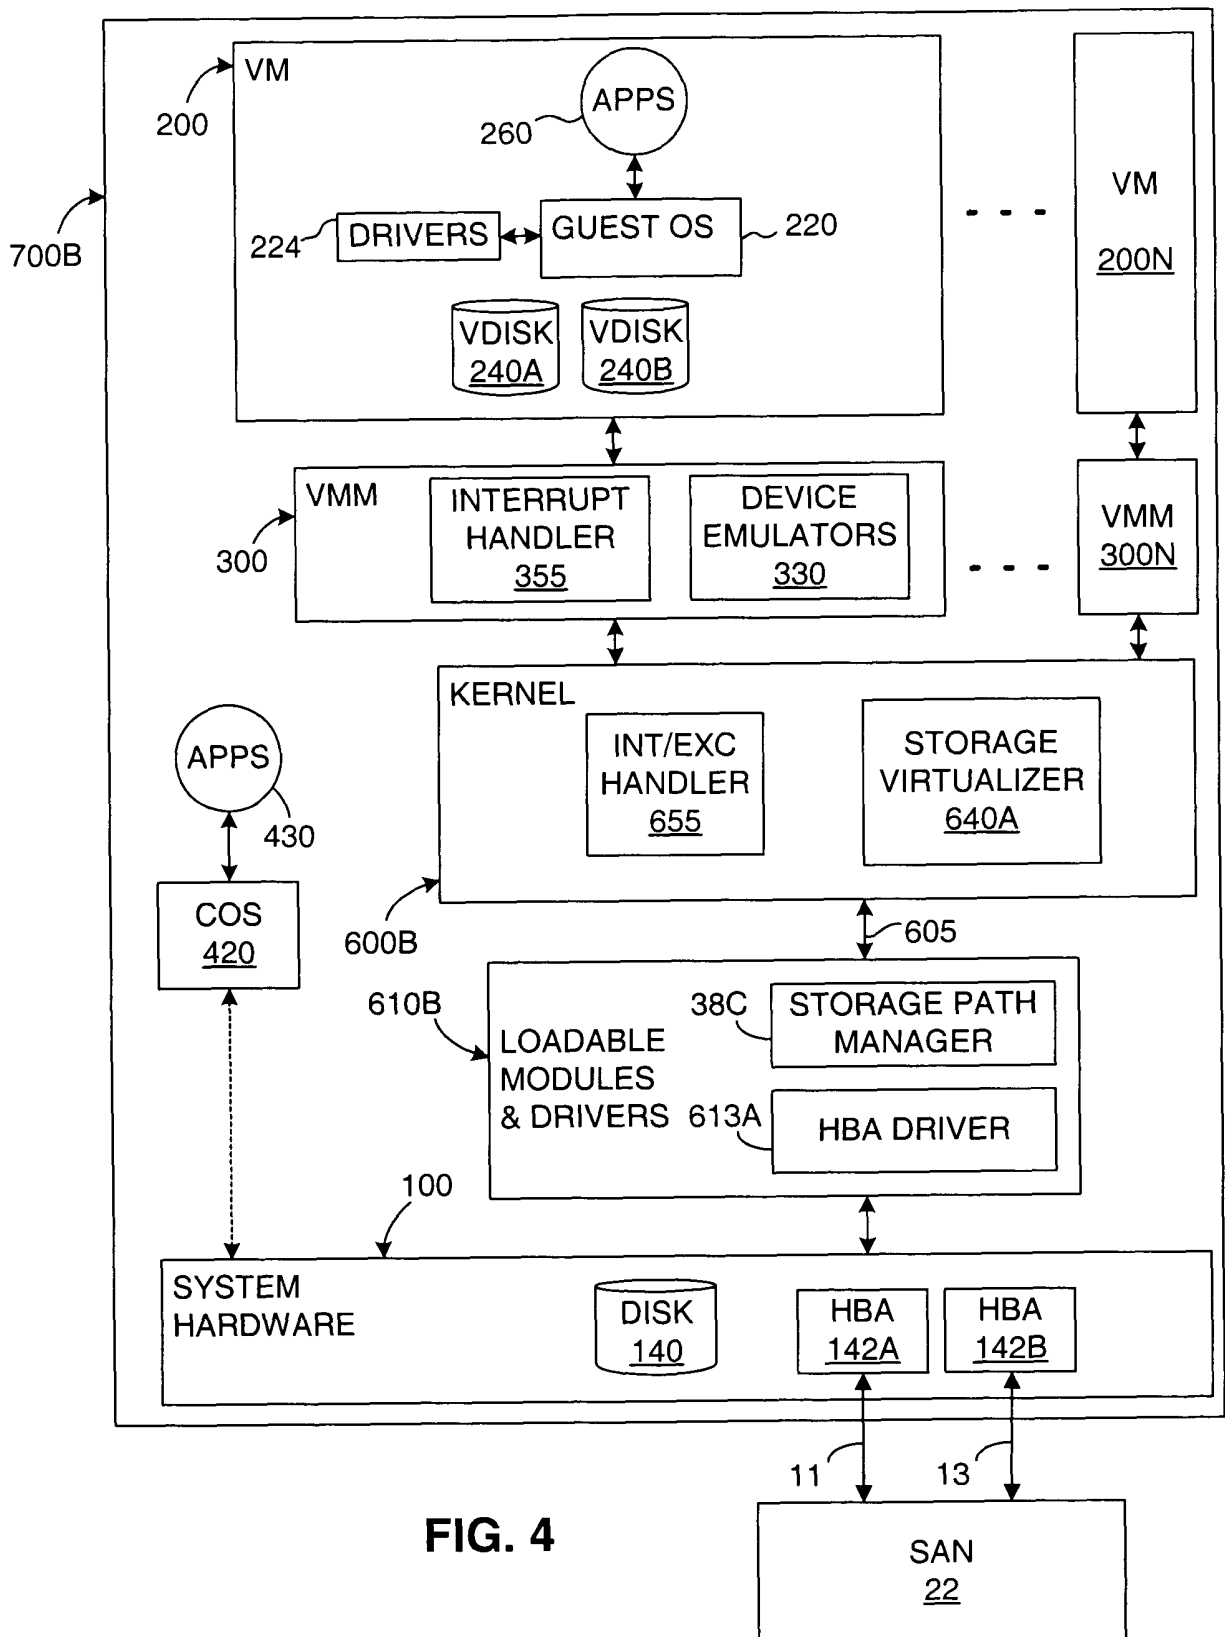 VM
200
APPS
260
700B
224
DRIVERS
GUEST OS
220
VM
200N
VDISK
240A
VDISK
240B
VMM
300
INTERRUPT
HANDLER
355
DEVICE
EMULATORS
330
VMM
300N
KERNEL
INT/EXC
HANDLER
655
STORAGE
VIRTUALIZER
640A
APPS
430
COS
420
600B
605
610B
LOADABLE
MODULES
& DRIVERS
38C
STORAGE PATH
MANAGER
613A
HBA DRIVER
100
SYSTEM
HARDWARE
DISK
140
HBA
142A
HBA
142B
11
13
FIG. 4
SAN
22